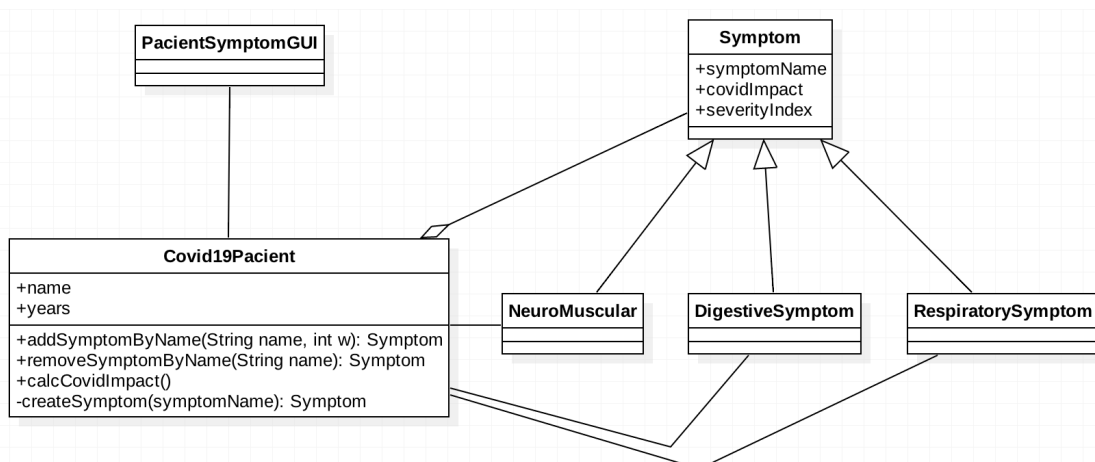 PacientSymptomGUI
Symptom
+symptomName
+covidImpact
+severityIndex
Covid19Pacient
+name
+years
+addSymptomByName(String name, int w): Symptom
+removeSymptomByName(String name): Symptom
+calcCovidImpact()
-createSymptom(symptomName): Symptom
NeuroMuscular
DigestiveSymptom
RespiratorySymptom